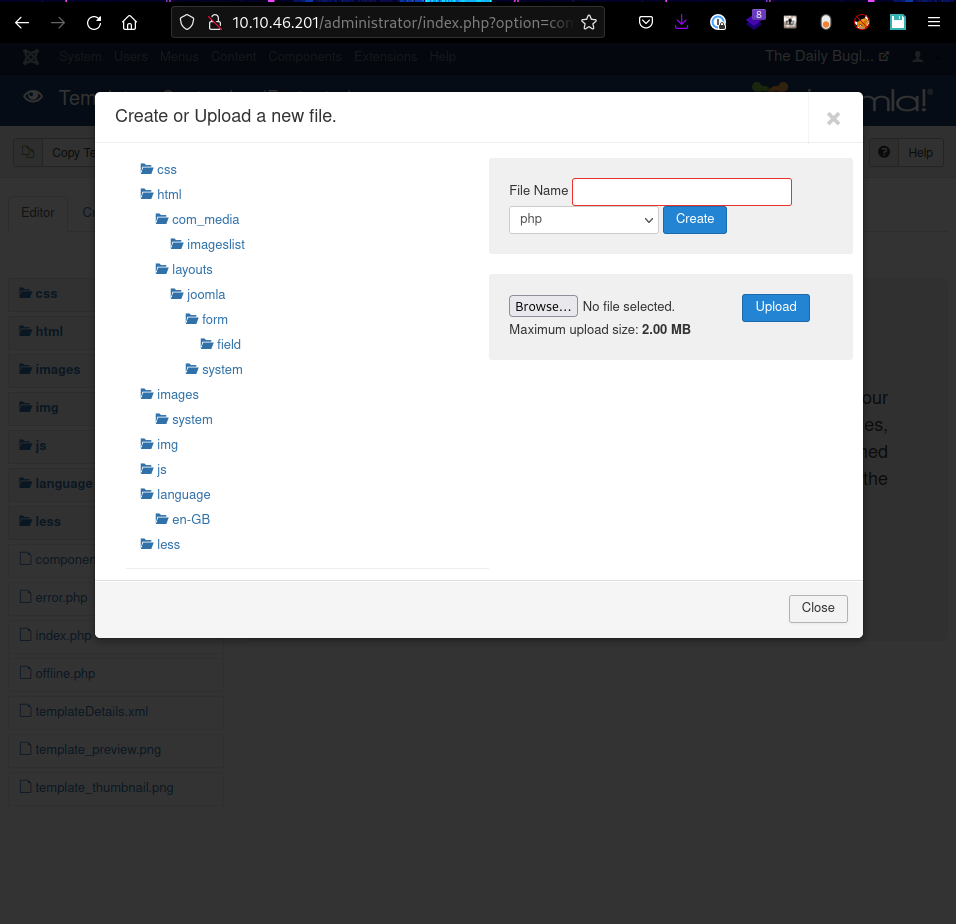 10.10.46.201/administrator/index.php?option=con
8
System Users Menus Content Components Extensions Help
The Daily Bugl...
Create or Upload a new file.
Copy Te
Help
Editor
css
html
com_media
imageslist
layouts
joomla
form
field
system
images
system
img
js
language
en-GB
less
File Name
php
Create
Browse...
No file selected.
Upload
Maximum upload size: 2.00 MB
Close
css
html
images
img
js
language
less
componen
error.php
index.php
offline.php
templateDetails.xml
template_preview.png
template_thumbnail.png
our
es,
ned
the